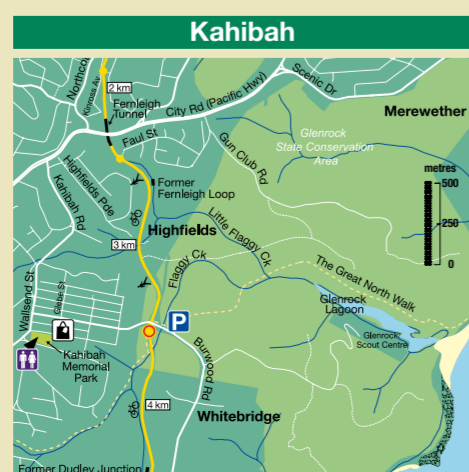 Kahibah
Northcot
Kinross Av
2 km
Fernleigh
Tunnel
City Rd (Pacific Hwy)
Scenic Dr
Merewether
Faul St
Glenrock
State Conservation
Area
Gun Club Rd
Highfields Pde
Kahibah Rd
Former
Fernleigh Loop
metres
500
250
0
Little Flaggy Ck
3 km
Highfields
Flaggy Ck
The Great North Walk
Wallsend St
Glebe St
Glenrock
Lagoon
P
Glenrock
Scout Centre
Kahibah
Memorial
Park
Burwood Rd
4 km
Whitebridge
Former Dudley Junction